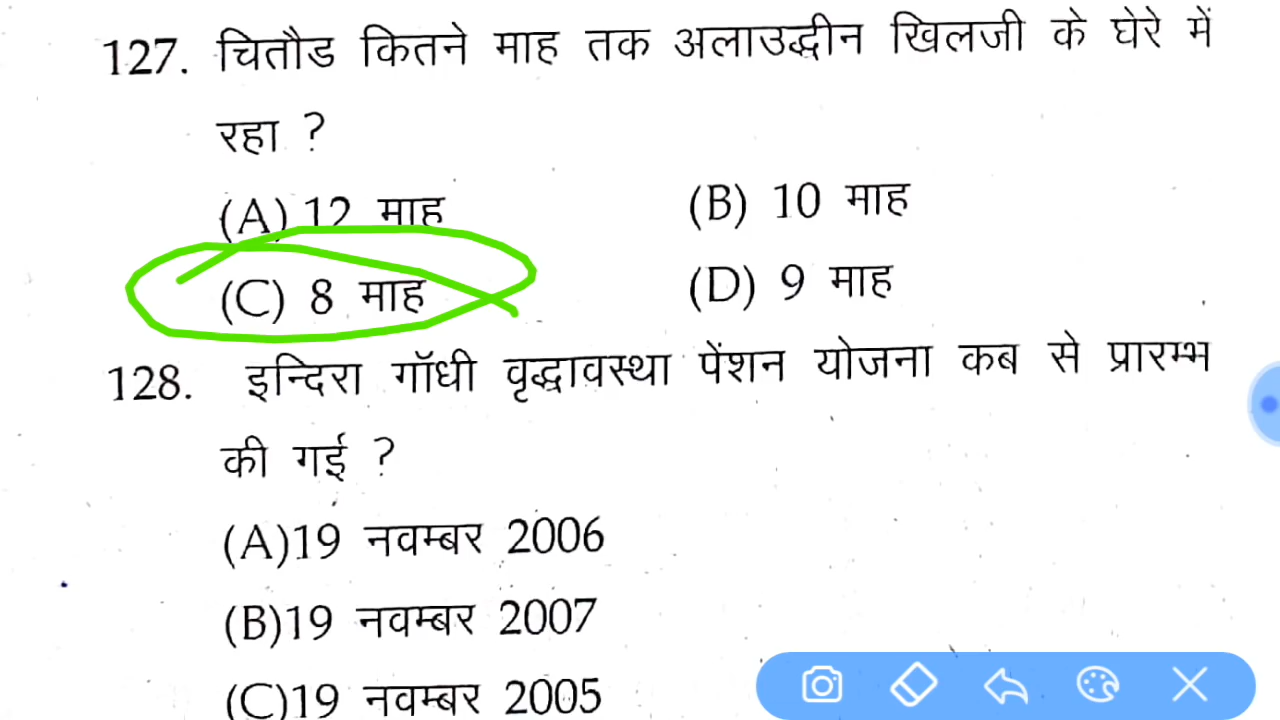 127. चितौड कितने माह तक अलाउद्धीन खिलजी के घेरे में
रहा ?
(A) 12 माह (B) 10 माह
(C) 8 माह (D) 9 माह
128. इन्दिरा गॉधी वृद्धावस्था पेंशन योजना कब से प्रारम्भ
की गई ?
(A)19 नवम्बर 2006
(B)19 नवम्बर 2007
(C)19 नवम्बर 2005